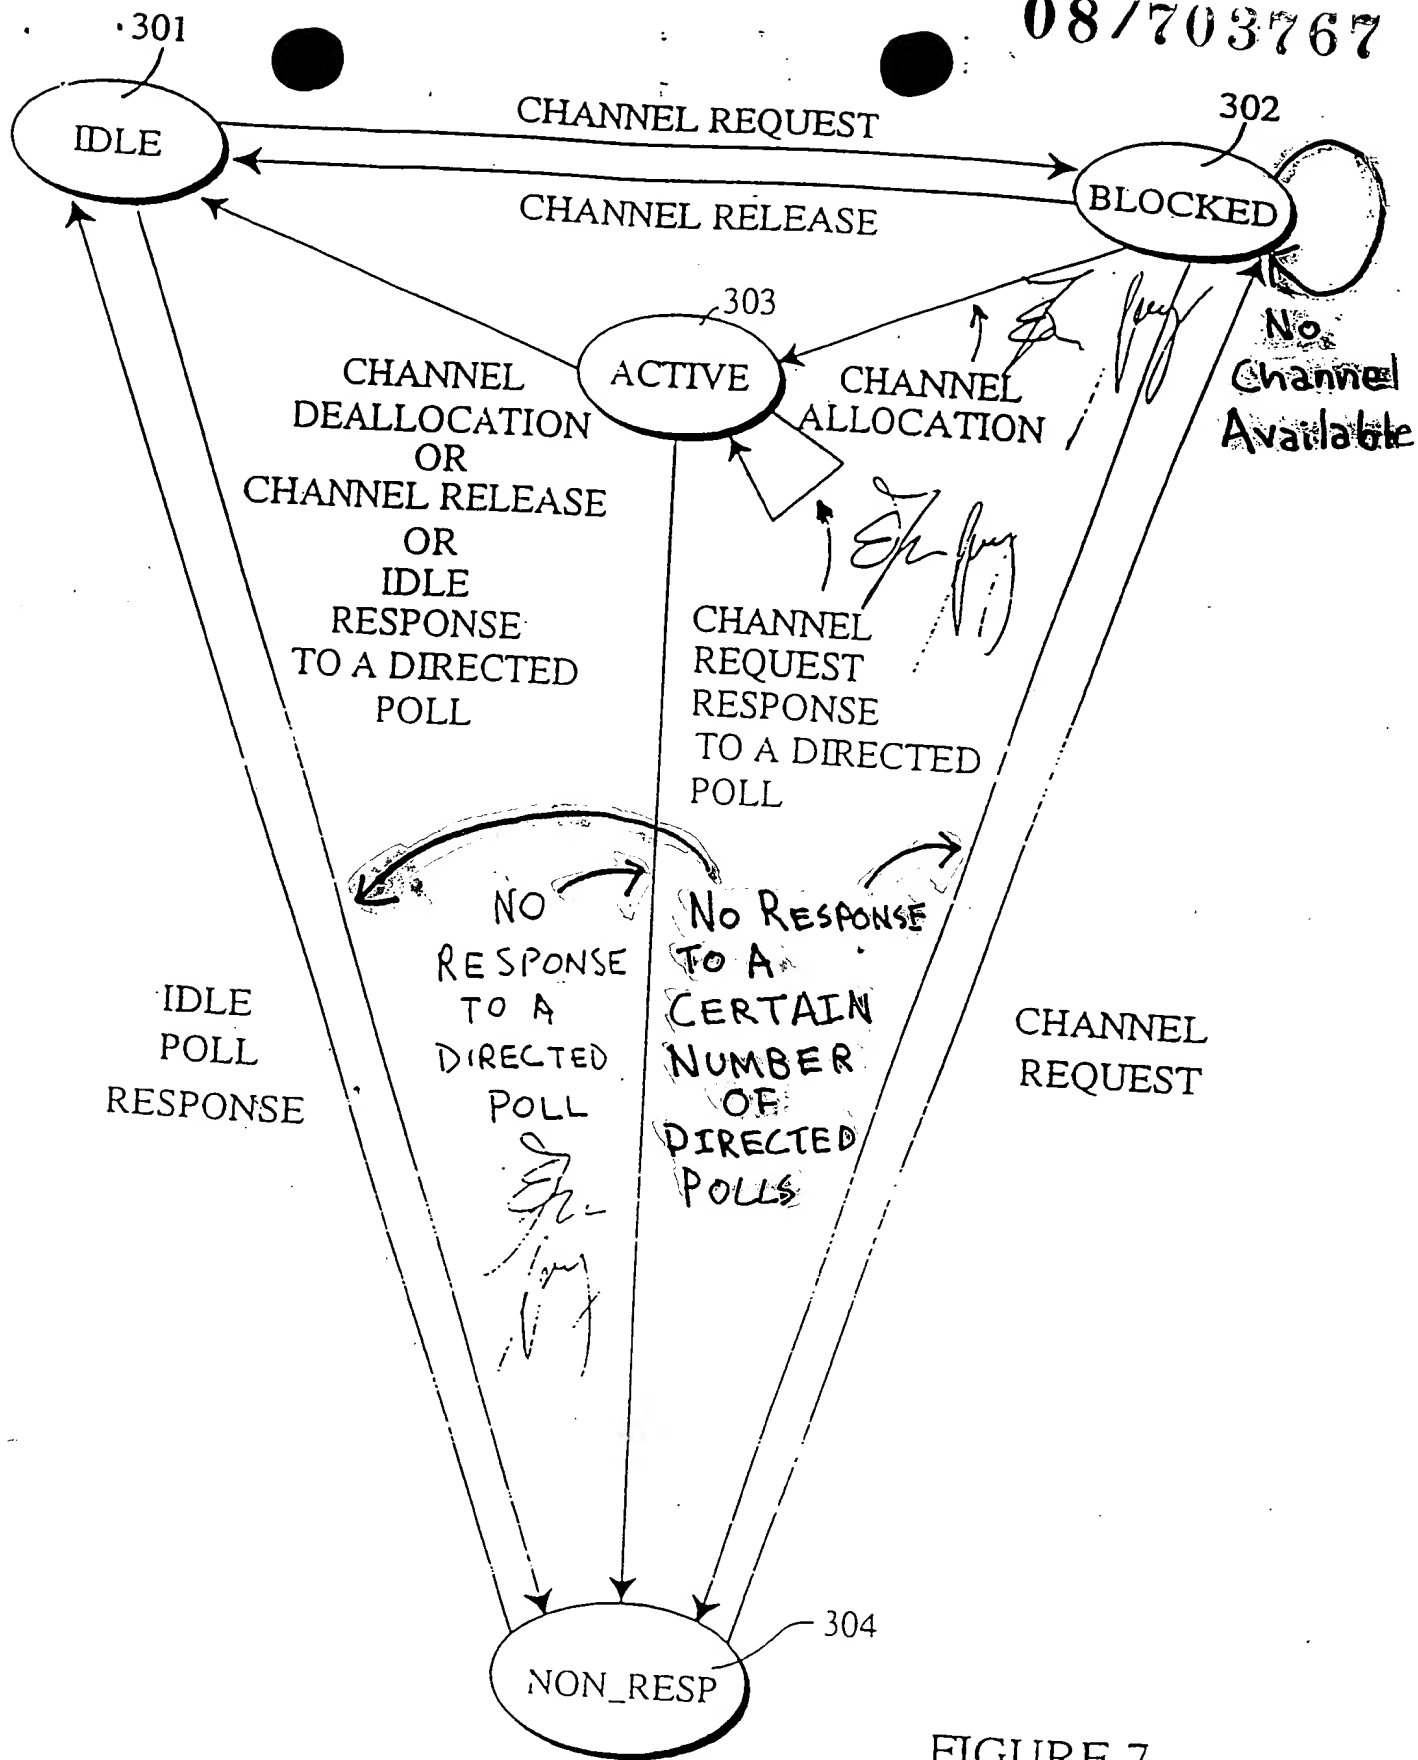 08/703767
301
IDLE
CHANNEL REQUEST
302
BLOCKED
CHANNEL RELEASE
303
ACTIVE
No
Channel
Available
CHANNEL
ALLOCATION
CHANNEL
DEALLOCATION
OR
CHANNEL RELEASE
OR
IDLE
RESPONSE
TO A DIRECTED
POLL
CHANNEL
REQUEST
RESPONSE
TO A DIRECTED
POLL
NO
RESPONSE
TO A
DIRECTED
POLL
NO RESPONSE
TO A
CERTAIN
NUMBER
OF
DIRECTED
POLLS
IDLE
POLL
RESPONSE
CHANNEL
REQUEST
304
NON_RESP
FIGURE 7